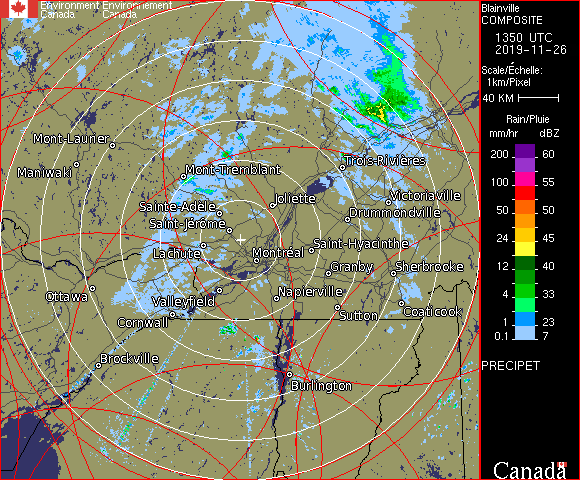 Environment Environnement
Canada Canada
Blainville
COMPOSITE
1350 UTC
2019-11-26
Scale/Échelle:
1km/Pixel
40 KM
Rain/Pluie
mm/hr dBZ
200 60
100 55
50 50
24 45
12 40
4 33
1 23
0.1 7
PRECIPET
Canada
Mont-Laurier
Maniwaki
Mont-Tremblant
Trois-Rivières
Sainte-Adèle
Joliette
Victoriaville
Saint-Jérôme
Drummondville
Lachute
Montréal
Saint-Hyacinthe
Granby
Sherbrooke
Ottawa
Valleyfield
Napierville
Cornwall
Sutton
Coaticook
Brockville
Burlington